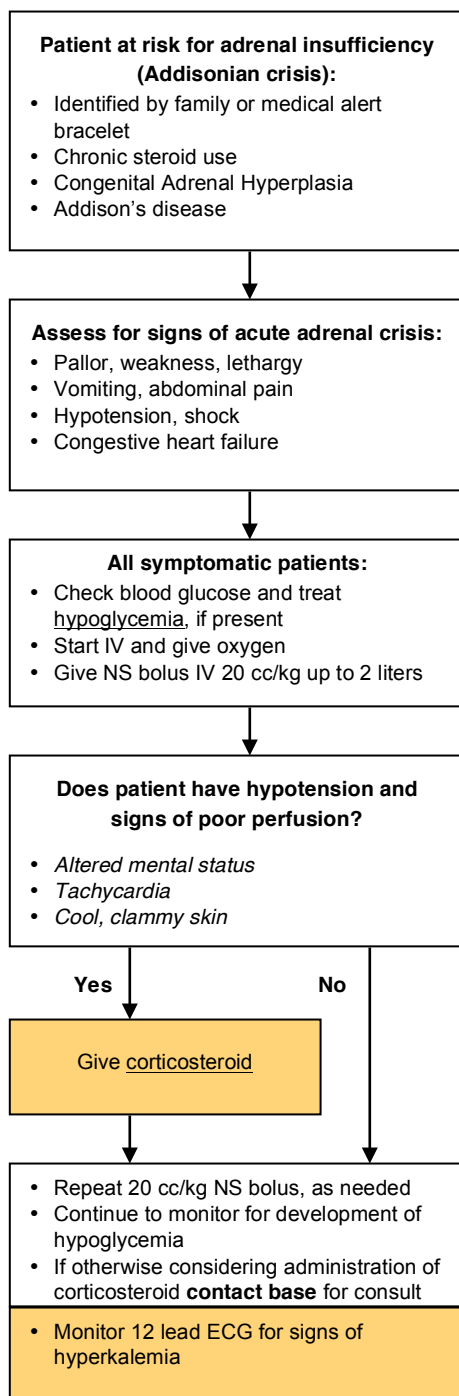 Patient at risk for adrenal insufficiency
(Addisonian crisis):
• Identified by family or medical alert
bracelet
• Chronic steroid use
• Congenital Adrenal Hyperplasia
• Addison’s disease
Assess for signs of acute adrenal crisis:
• Pallor, weakness, lethargy
• Vomiting, abdominal pain
• Hypotension, shock
• Congestive heart failure
All symptomatic patients:
• Check blood glucose and treat
hypoglycemia, if present
• Start IV and give oxygen
• Give NS bolus IV 20 cc/kg up to 2 liters
Does patient have hypotension and
signs of poor perfusion?
• Altered mental status
• Tachycardia
• Cool, clammy skin
Yes
No
Give corticosteroid
• Repeat 20 cc/kg NS bolus, as needed
• Continue to monitor for development of
hypoglycemia
• If otherwise considering administration of
corticosteroid contact base for consult
• Monitor 12 lead ECG for signs of
hyperkalemia